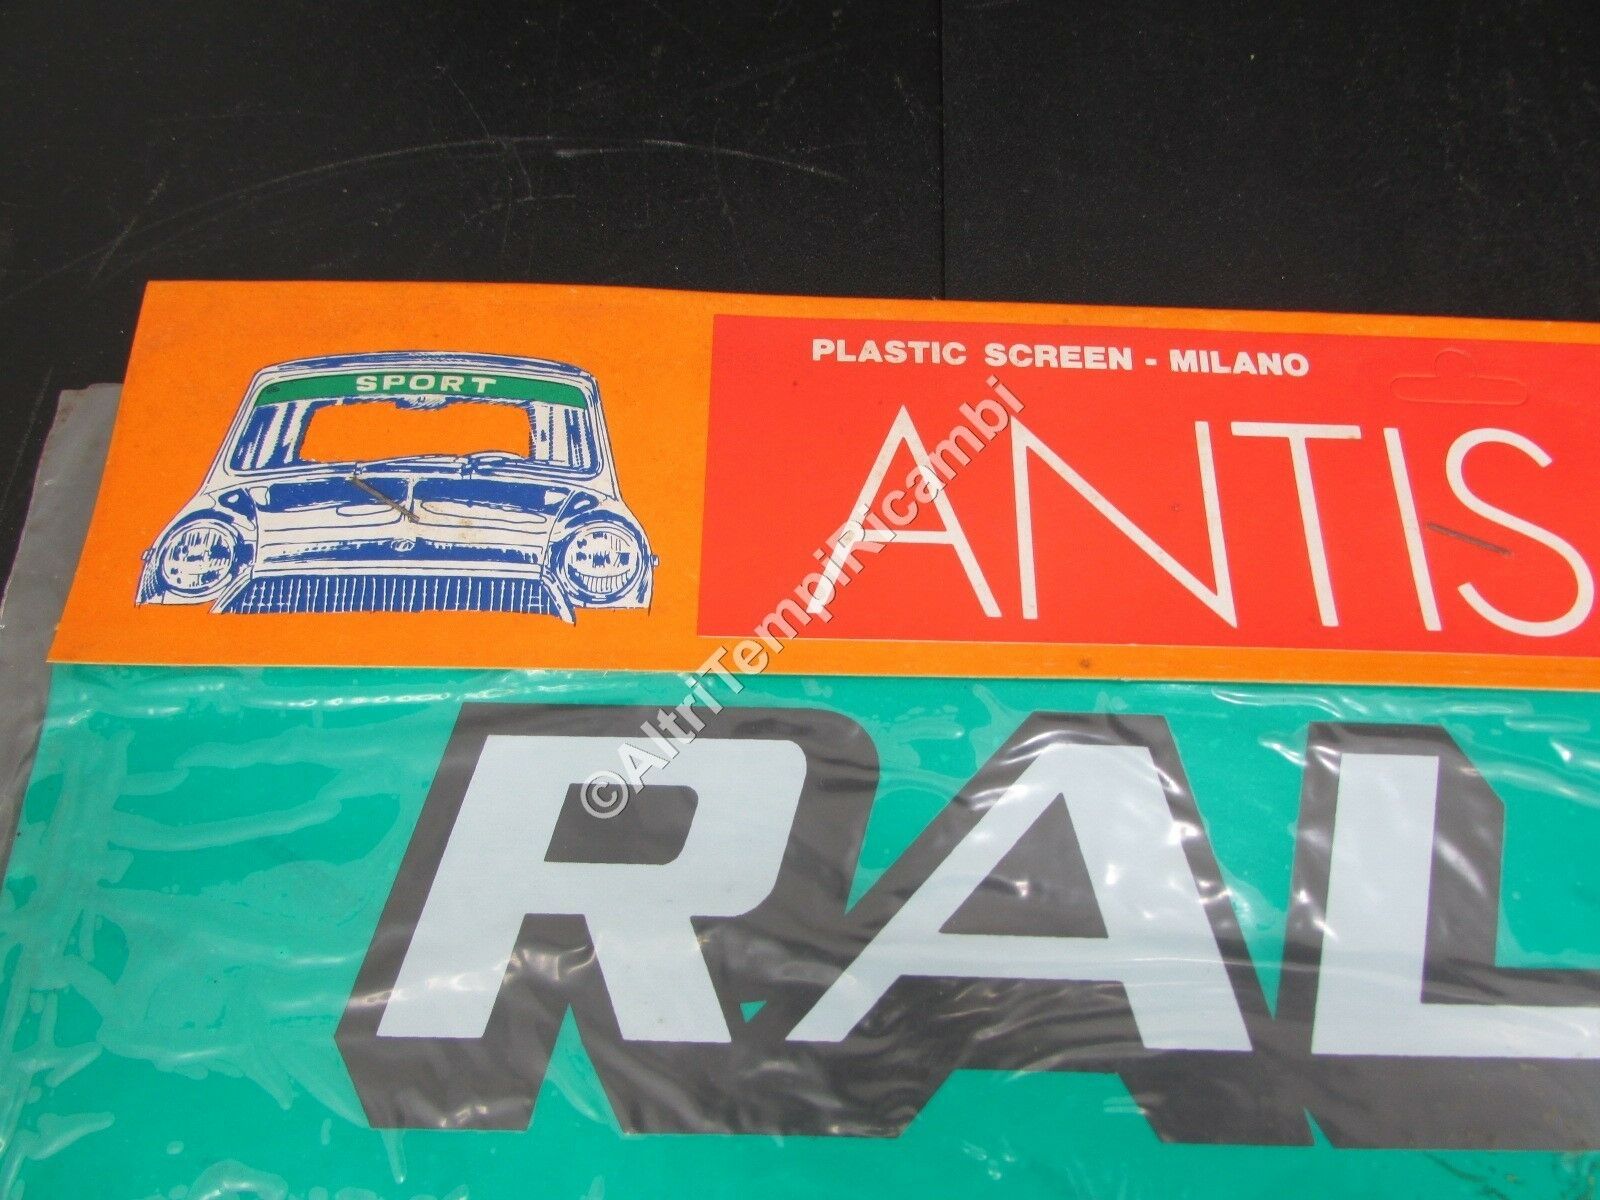 SPORT
PLASTIC SCREEN - MILANO
ANTIS
RAL
©AltriTempiRicambi